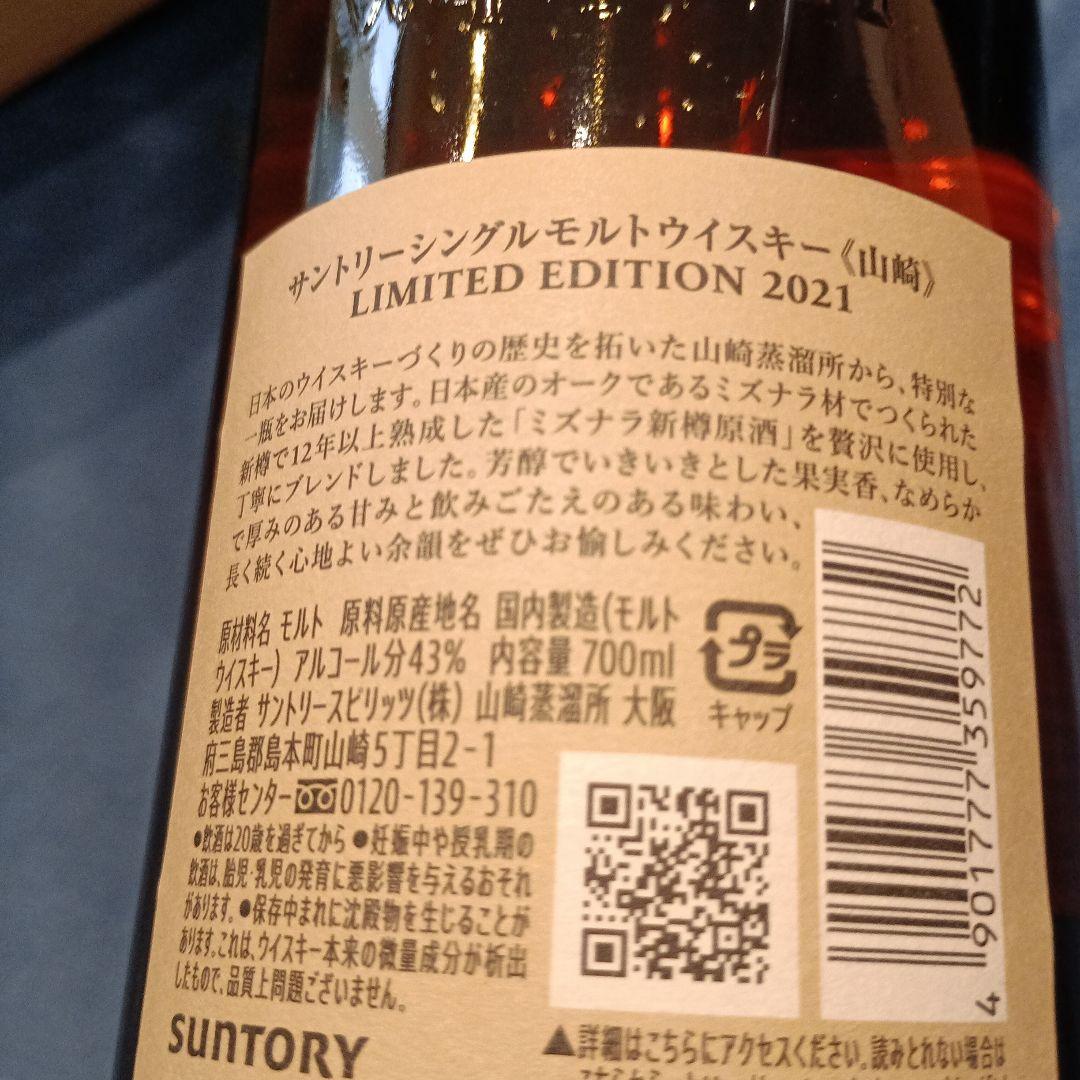 サントリーシングルモルトウイスキー《山崎》
LIMITED EDITION 2021
日本のウイスキーづくりの歴史を拓いた山崎蒸溜所から、特別な
一瓶をお届けします。日本産のオークであるミズナラ材でつくられた
新樽で12年以上熟成した「ミズナラ新樽原酒」を贅沢に使用し、
丁寧にブレンドしました。芳醇でいきいきとした果実香、なめらか
で厚みのある甘みと飲みごたえのある味わい、
長く続く心地よい余韻をぜひお愉しみください。
原材料名 モルト 原料原産地名 国内製造(モルト
ウイスキー) アルコール分43% 内容量 700ml
製造者 サントリースピリッツ(株) 山崎蒸溜所 大阪
府三島郡島本町山崎5丁目2-1
お客様センター 0120-139-310
●飲酒は20歳を過ぎてから ●妊娠中や授乳期の
飲酒は、胎児・乳児の発育に悪影響を与えるおそれ
があります。●保存中まれに沈殿物を生じることが
あります。これは、ウイスキー本来の微量成分が析出
したもので、品質上問題ございません。
プラ
キャップ
4 901777 359772
SUNTORY
▲詳細はこちらにアクセスください。読みとれない場合は